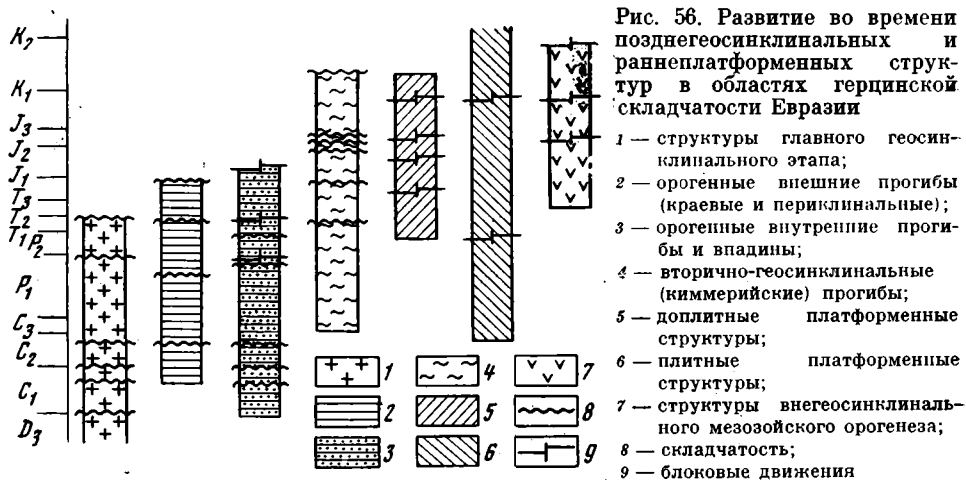 K₂
K₁
J₃
J₂
J₁
T₃
T₂
T₁ P₂
P₁
C₃
C₂
C₁
D₃
1
2
3
4
5
6
7
8
9
Рис. 56. Развитие во времени
позднегеосинклинальных и
раннеплатформенных струк-
тур в областях герцинской
складчатости Евразии
1 — структуры главного геосин-
клинального этапа;
2 — орогенные внешние прогибы
(краевые и периклинальные);
3 — орогенные внутренние проги-
бы и впадины;
4 — вторично-геосинклинальные
(киммерийские) прогибы;
5 — доплитные платформенные
структуры;
6 — плитные платформенные
структуры;
7 — структуры внегеосинклиналь-
ного мезозойского орогенеза;
8 — складчатость;
9 — блоковые движения